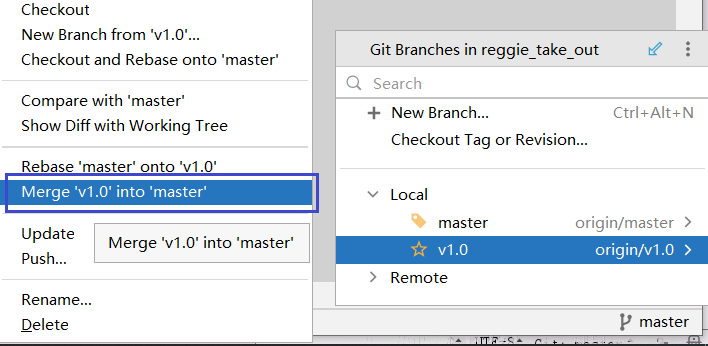 Checkout
New Branch from 'v1.0'...
Checkout and Rebase onto 'master'
Compare with 'master'
Show Diff with Working Tree
Rebase 'master' onto 'v1.0'
Merge 'v1.0' into 'master'
Update
Push...
Merge 'v1.0' into 'master'
Rename...
Delete
Git Branches in reggie_take_out
Search
New Branch... Ctrl+Alt+N
Checkout Tag or Revision...
Local
master origin/master
v1.0 origin/v1.0
Remote
master